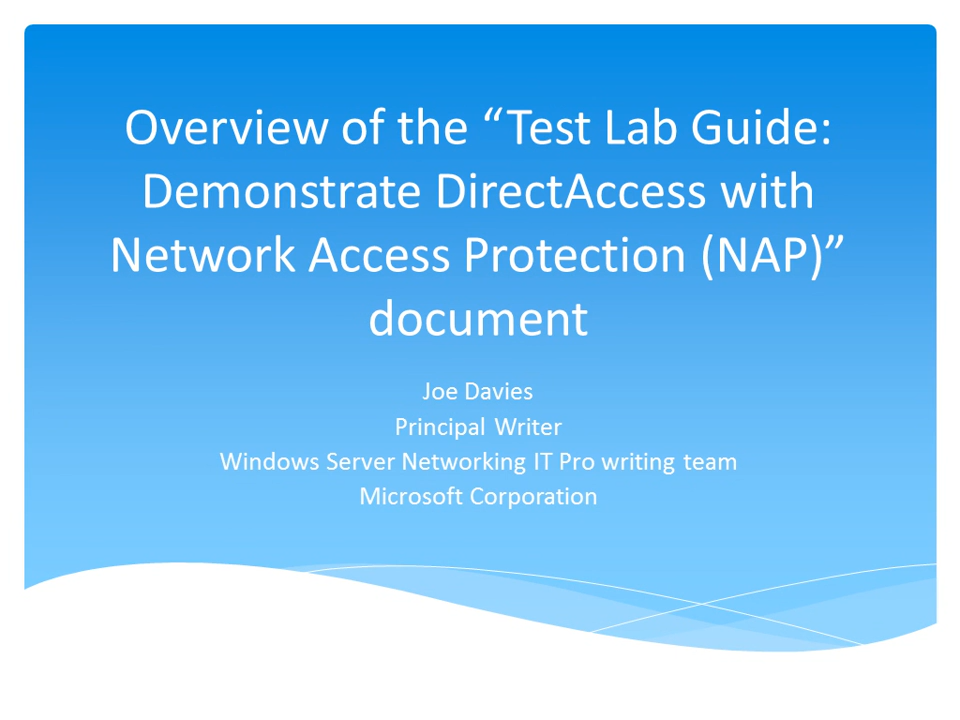 Overview of the “Test Lab Guide:
Demonstrate DirectAccess with
Network Access Protection (NAP)”
document
Joe Davies
Principal Writer
Windows Server Networking IT Pro writing team
Microsoft Corporation